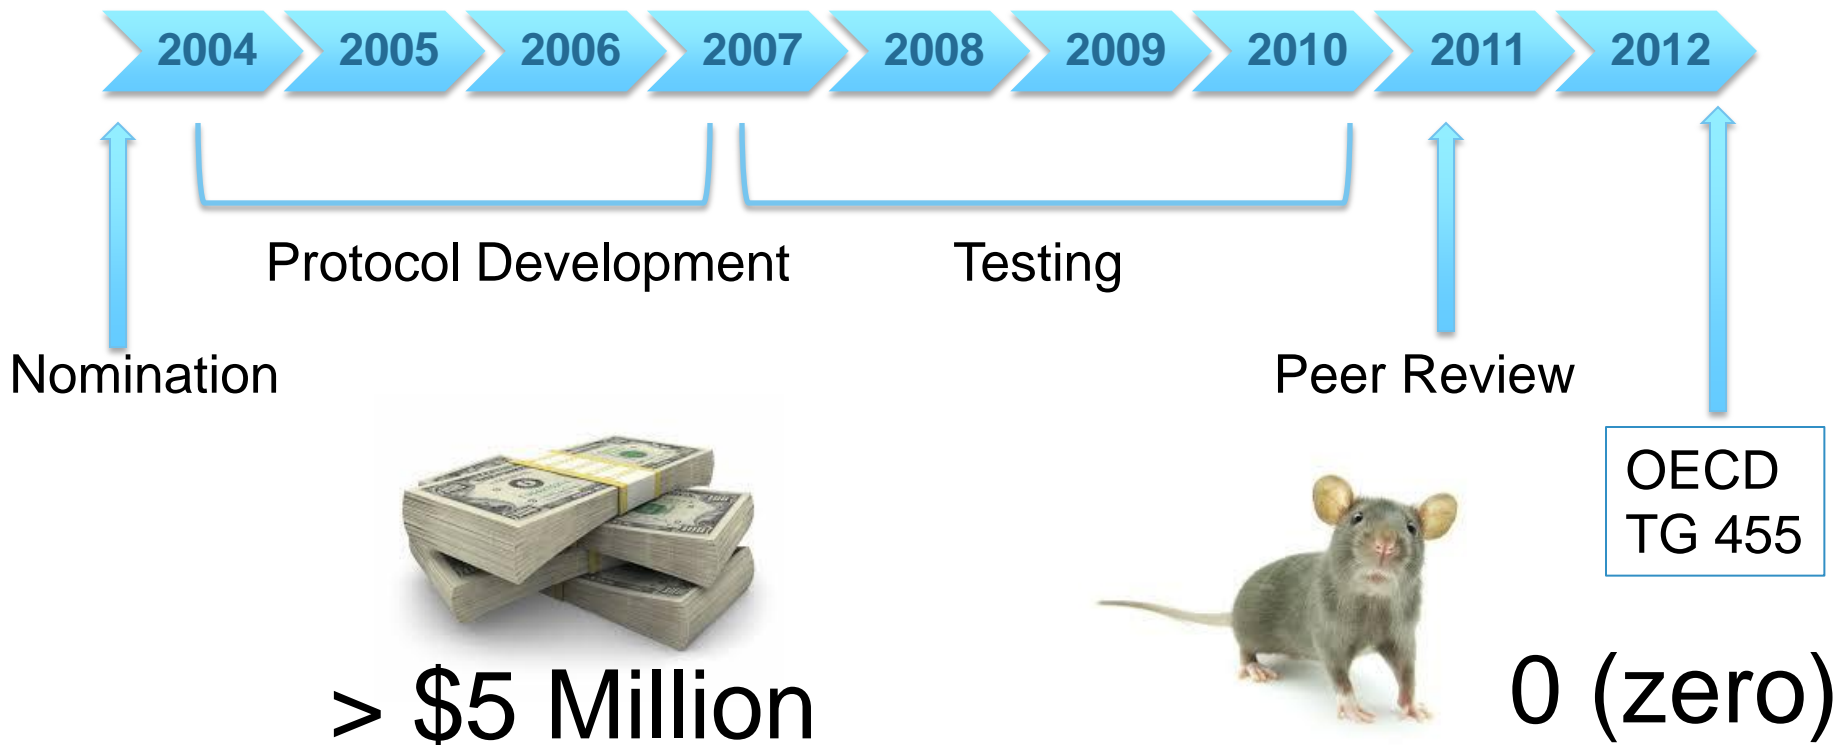 2004 2005 2006 2007 2008 2009 2010 2011 2012
Protocol Development Testing
Nomination Peer Review
OECD
TG 455
> $5 Million 0 (zero)